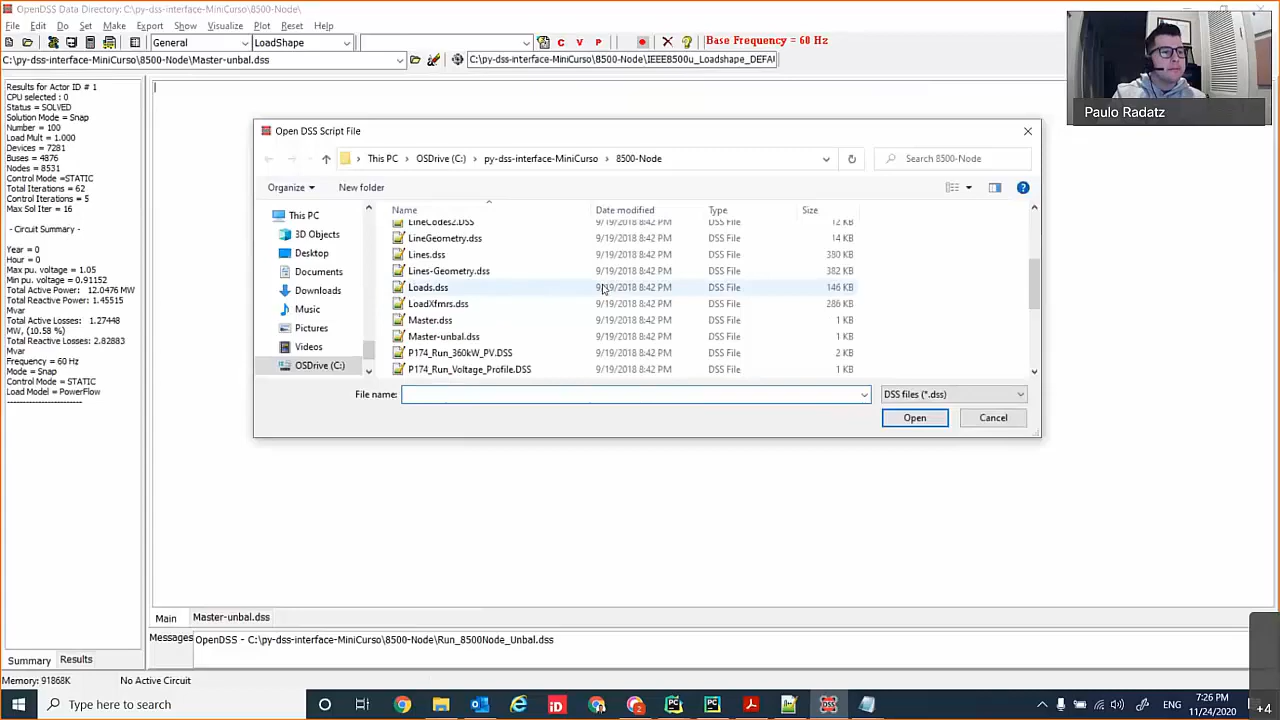 OpenDSS Data Directory: C:\py-dss-interface-MiniCurso\8500-Node\
File Edit Do Set Make Export Show Visualize Plot Reset Help
General LoadShape C V P Base Frequency = 60 Hz
C:\py-dss-interface-MiniCurso\8500-Node\Master-unbal.dss C:\py-dss-interface-MiniCurso\8500-Node\IEEE8500u_Loadshape_DEFAU
Paulo Radatz
Results for Actor ID # 1
CPU selected : 0
Status = SOLVED
Solution Mode = Snap
Number = 100
Load Mult = 1.000
Devices = 7281
Buses = 4876
Nodes = 8531
Control Mode =STATIC
Total Iterations = 62
Control Iterations = 5
Max Sol Iter = 16
- Circuit Summary -
Year = 0
Hour = 0
Max pu. voltage = 1.05
Min pu. voltage = 0.91152
Total Active Power: 12.0476 MW
Total Reactive Power: 1.45515
Mvar
Total Active Losses: 1.27448
MW, (10.58 %)
Total Reactive Losses: 2.82883
Mvar
Frequency = 60 Hz
Mode = Snap
Control Mode = STATIC
Load Model = PowerFlow
----------------------
Open DSS Script File
This PC > OSDrive (C:) > py-dss-interface-MiniCurso > 8500-Node Search 8500-Node
Organize New folder
This PC
3D Objects
Desktop
Documents
Downloads
Music
Pictures
Videos
OSDrive (C:)
Name Date modified Type Size
LineCodes2.DSS 9/19/2018 8:42 PM DSS File 12 KB
LineGeometry.dss 9/19/2018 8:42 PM DSS File 14 KB
Lines.dss 9/19/2018 8:42 PM DSS File 380 KB
Lines-Geometry.dss 9/19/2018 8:42 PM DSS File 382 KB
Loads.dss 9/19/2018 8:42 PM DSS File 146 KB
LoadXfmrs.dss 9/19/2018 8:42 PM DSS File 286 KB
Master.dss 9/19/2018 8:42 PM DSS File 1 KB
Master-unbal.dss 9/19/2018 8:42 PM DSS File 1 KB
P174_Run_360kW_PV.DSS 9/19/2018 8:42 PM DSS File 2 KB
P174_Run_Voltage_Profile.DSS 9/19/2018 8:42 PM DSS File 1 KB
File name: DSS files (*.dss)
Open Cancel
Main Master-unbal.dss
Messages OpenDSS - C:\py-dss-interface-MiniCurso\8500-Node\Run_8500Node_Unbal.dss
Summary Results
Memory: 91868K No Active Circuit
Type here to search
ENG
7:26 PM
11/24/2020
+4